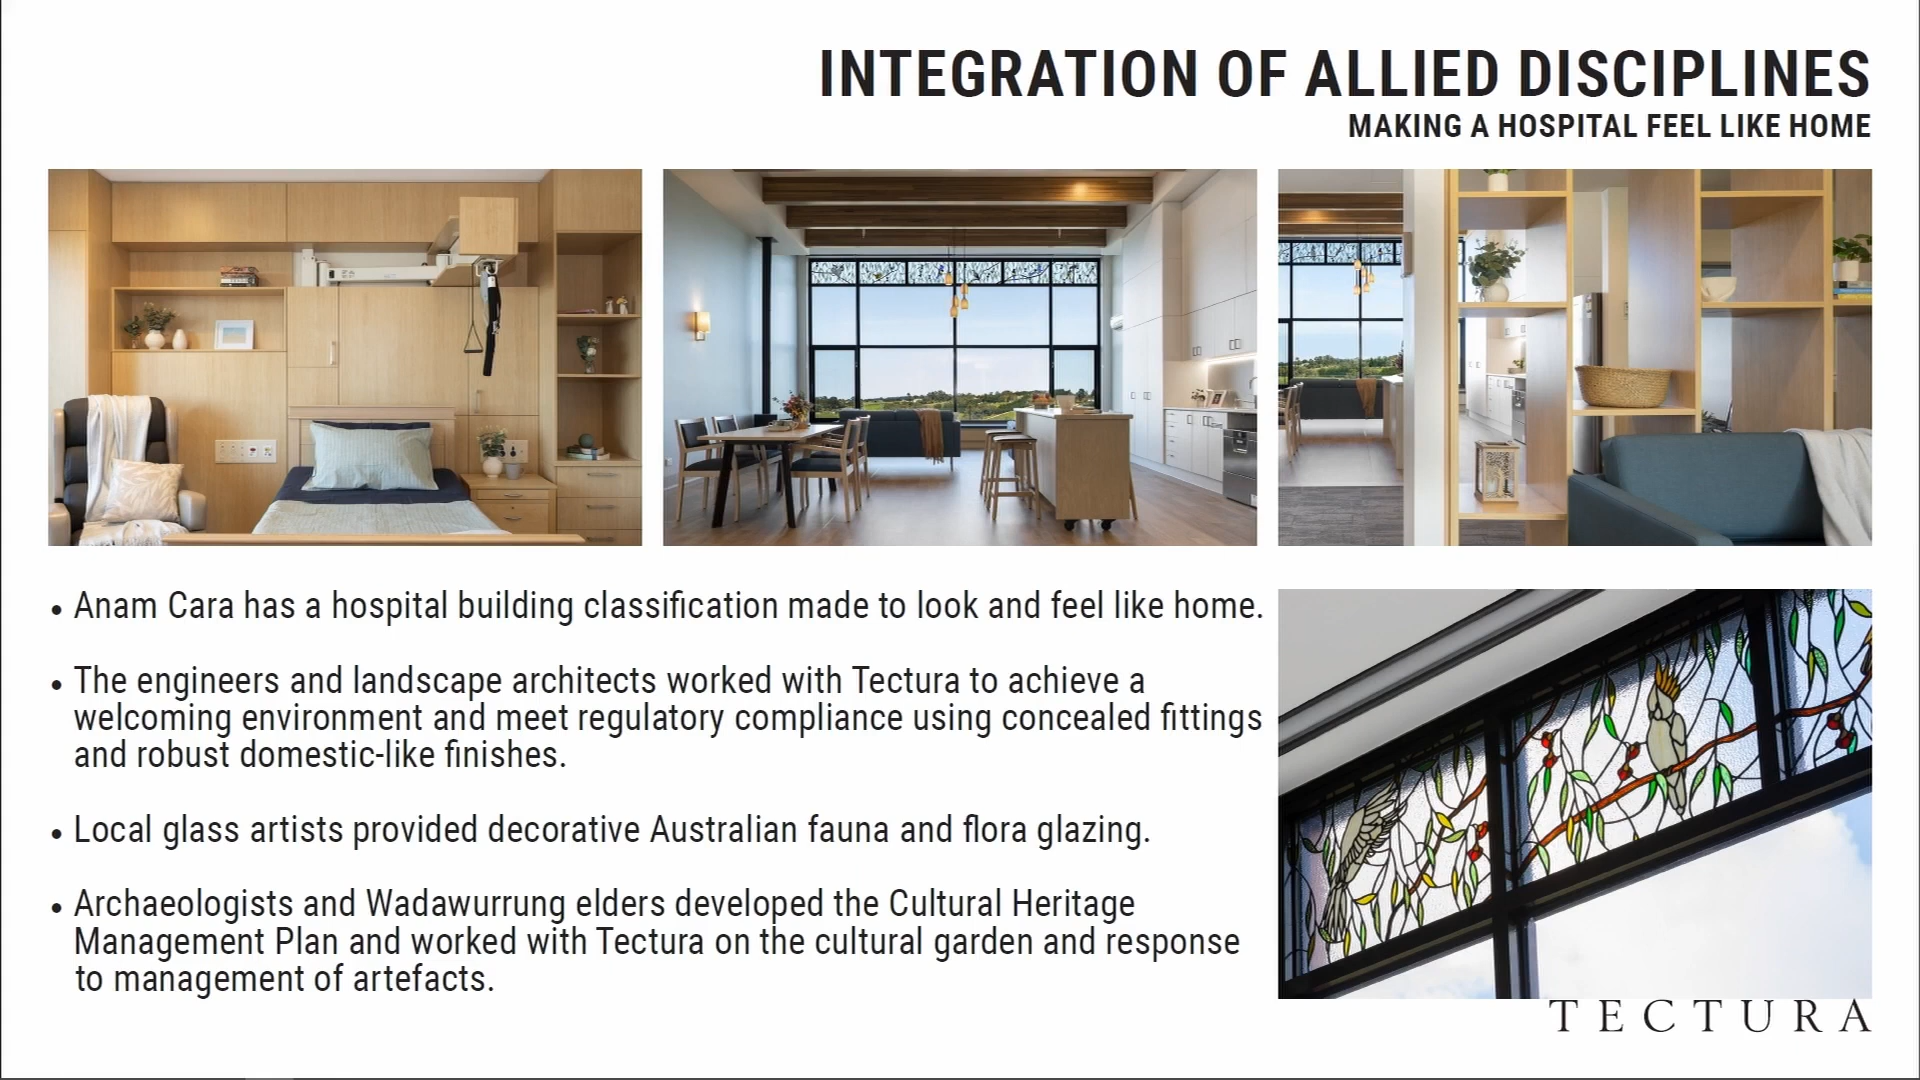 INTEGRATION OF ALLIED DISCIPLINES
MAKING A HOSPITAL FEEL LIKE HOME
• Anam Cara has a hospital building classification made to look and feel like home.
• The engineers and landscape architects worked with Tectura to achieve a
welcoming environment and meet regulatory compliance using concealed fittings
and robust domestic-like finishes.
• Local glass artists provided decorative Australian fauna and flora glazing.
• Archaeologists and Wadawurrung elders developed the Cultural Heritage
Management Plan and worked with Tectura on the cultural garden and response
to management of artefacts.
TECTURA